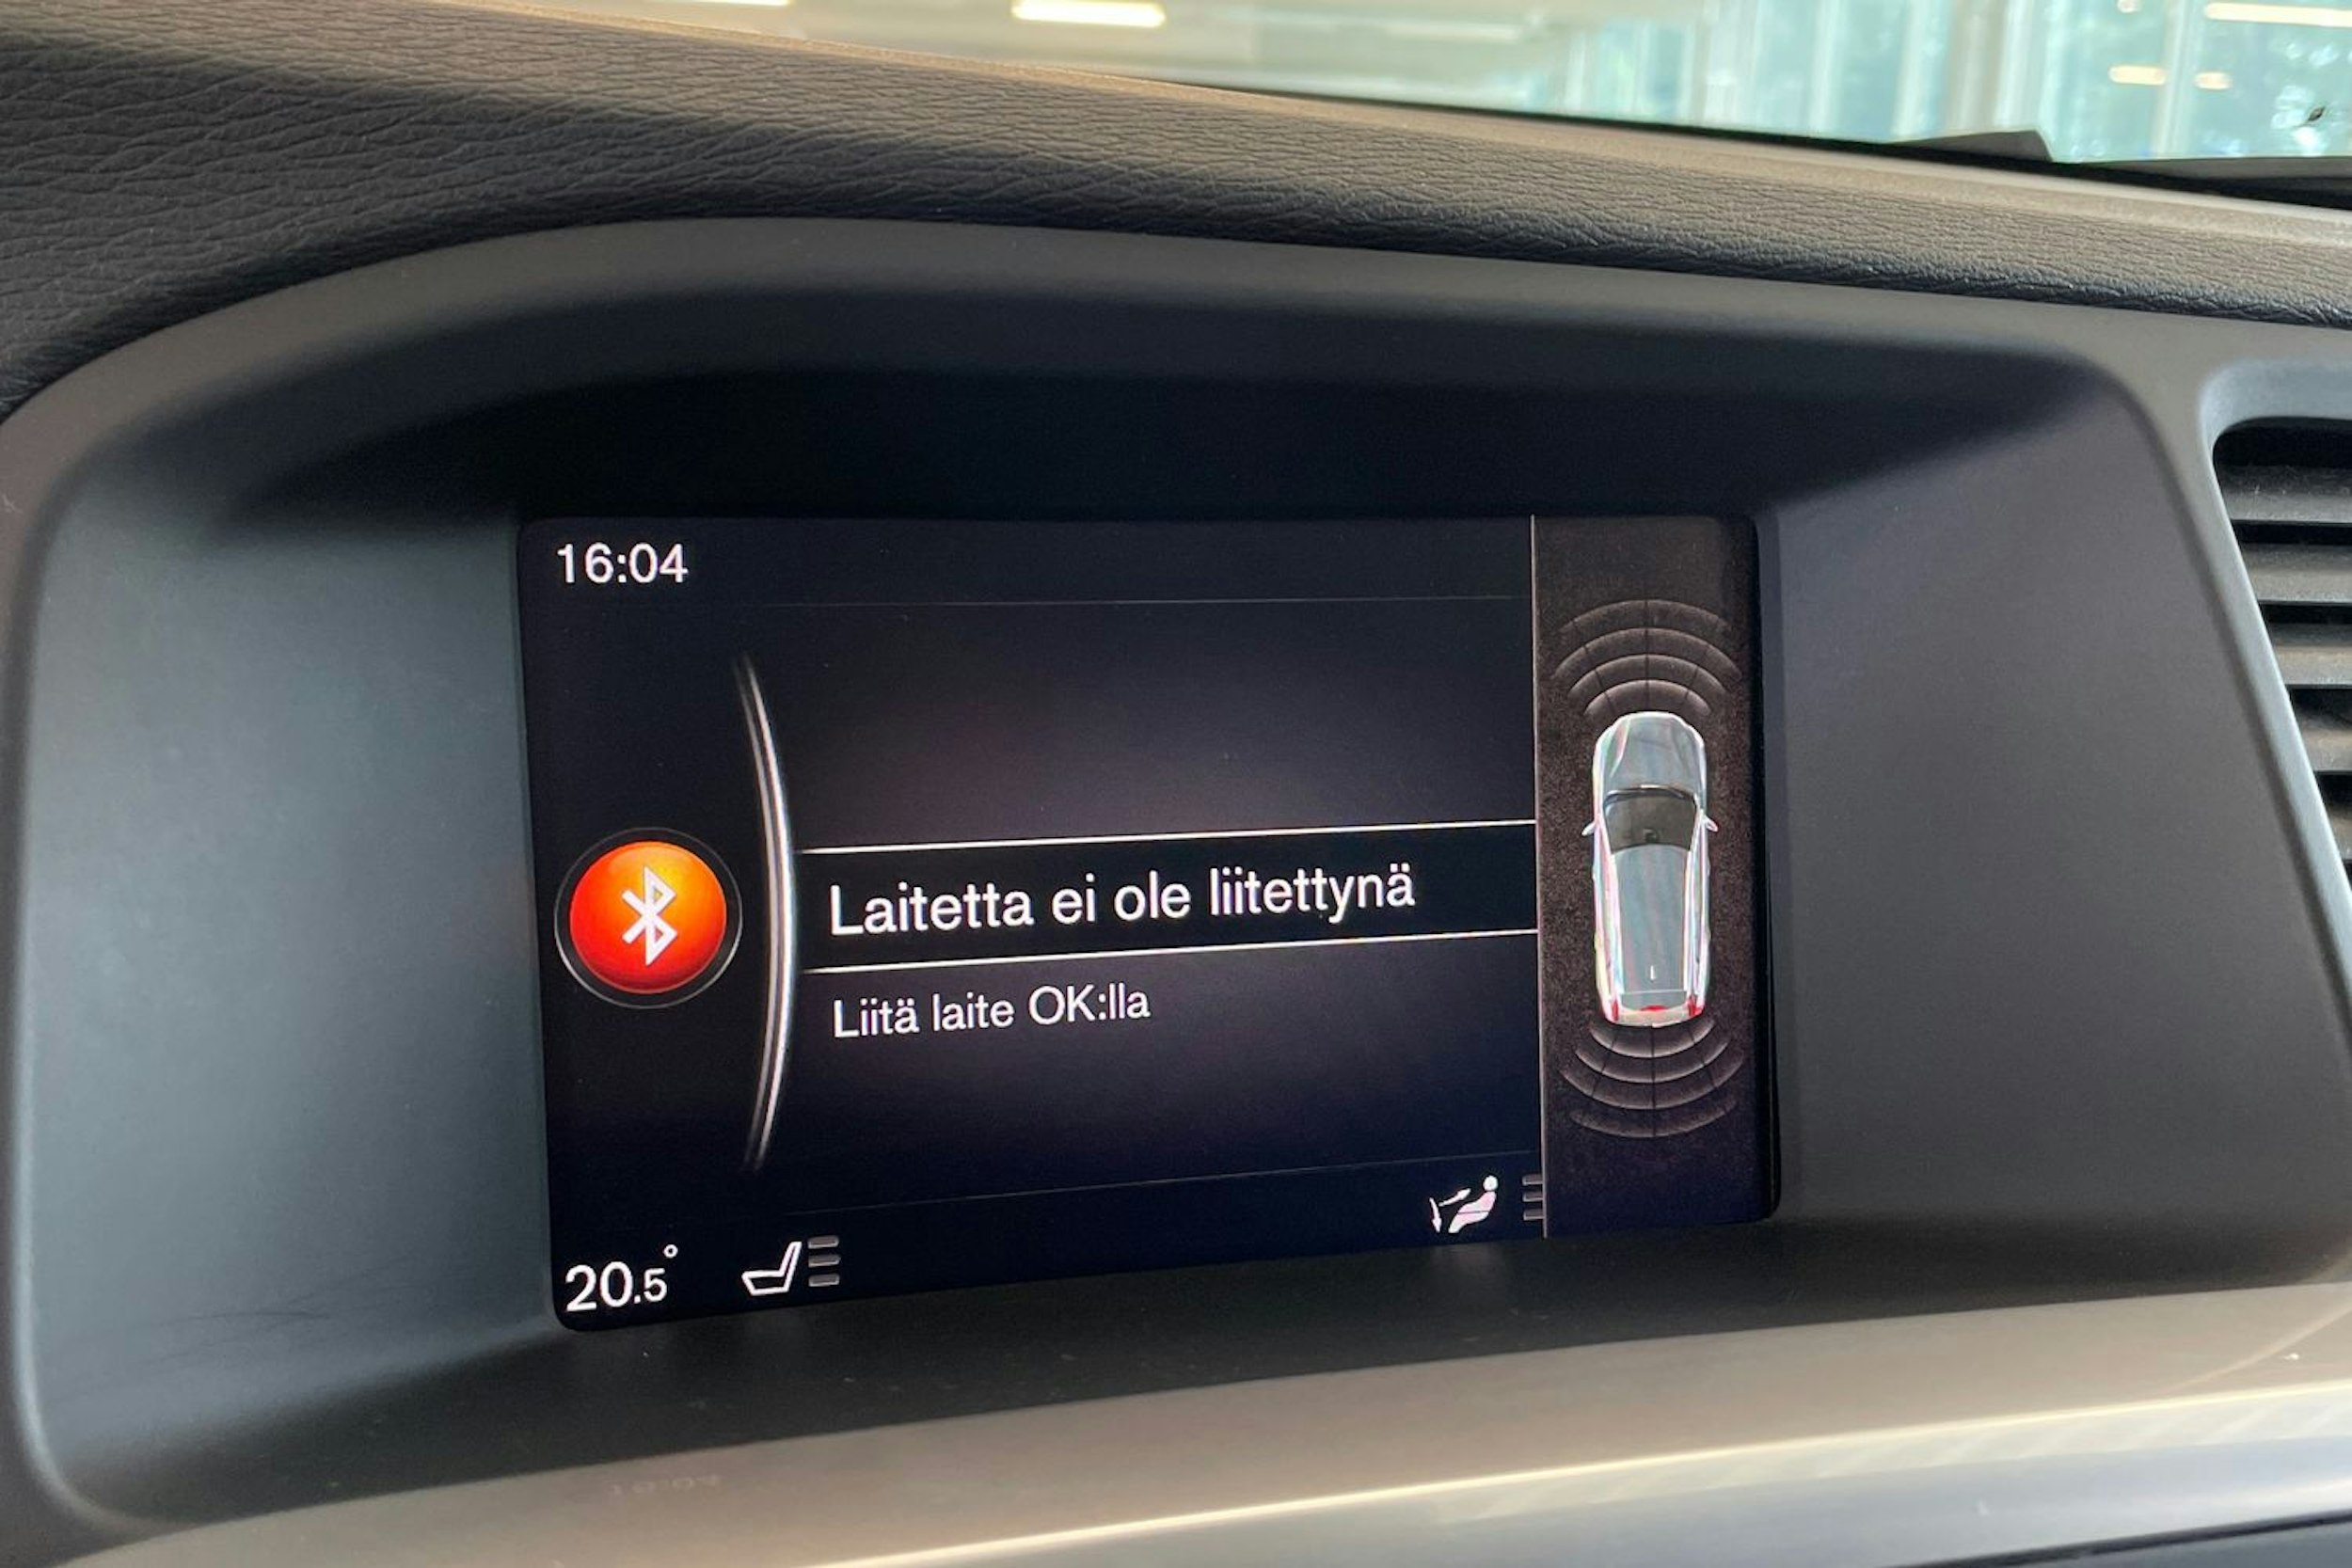 16:04
Laitetta ei ole liitettynä
Liitä laite OK:lla
20.5°